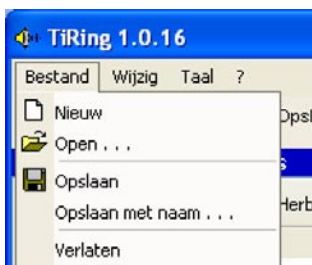 TiRing 1.0.16
Bestand Wijzig Taal ?
Nieuw
Open . . .
Opslaan
Opslaan met naam . . .
Verlaten